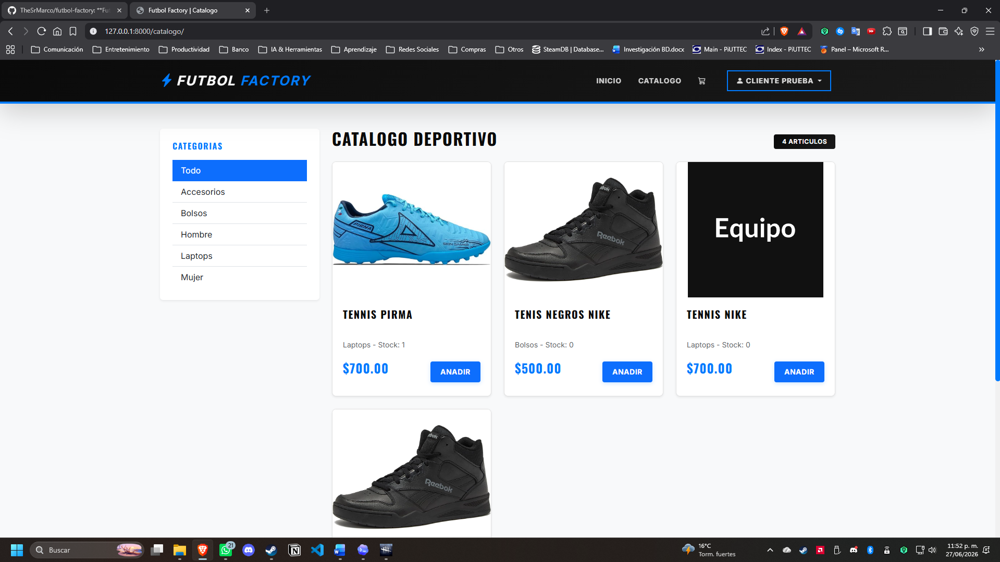 TheSrMarco/futbol-factory: **Fut
Futbol Factory | Catalogo
127.0.0.1:8000/catalogo/
Comunicación
Entretenimiento
Productividad
Banco
IA & Herramientas
Aprendizaje
Redes Sociales
Compras
Otros
SteamDB | Database...
Investigación BD.docx
Main - PiUTTEC
Index - PiUTTEC
Panel – Microsoft R...
FUTBOL FACTORY
INICIO
CATALOGO
CLIENTE PRUEBA
CATEGORIAS
Todo
Accesorios
Bolsos
Hombre
Laptops
Mujer
CATALOGO DEPORTIVO
4 ARTICULOS
PIRMA
SKIN GAMER
TENNIS PIRMA
Laptops - Stock: 1
$700.00
ANADIR
Reebok
Reebok
TENIS NEGROS NIKE
Bolsos - Stock: 0
$500.00
ANADIR
Equipo
TENNIS NIKE
Laptops - Stock: 0
$700.00
ANADIR
Reebok
Reebok
Buscar
21
16°C
Torm. fuertes
11:52 p. m.
27/06/2026